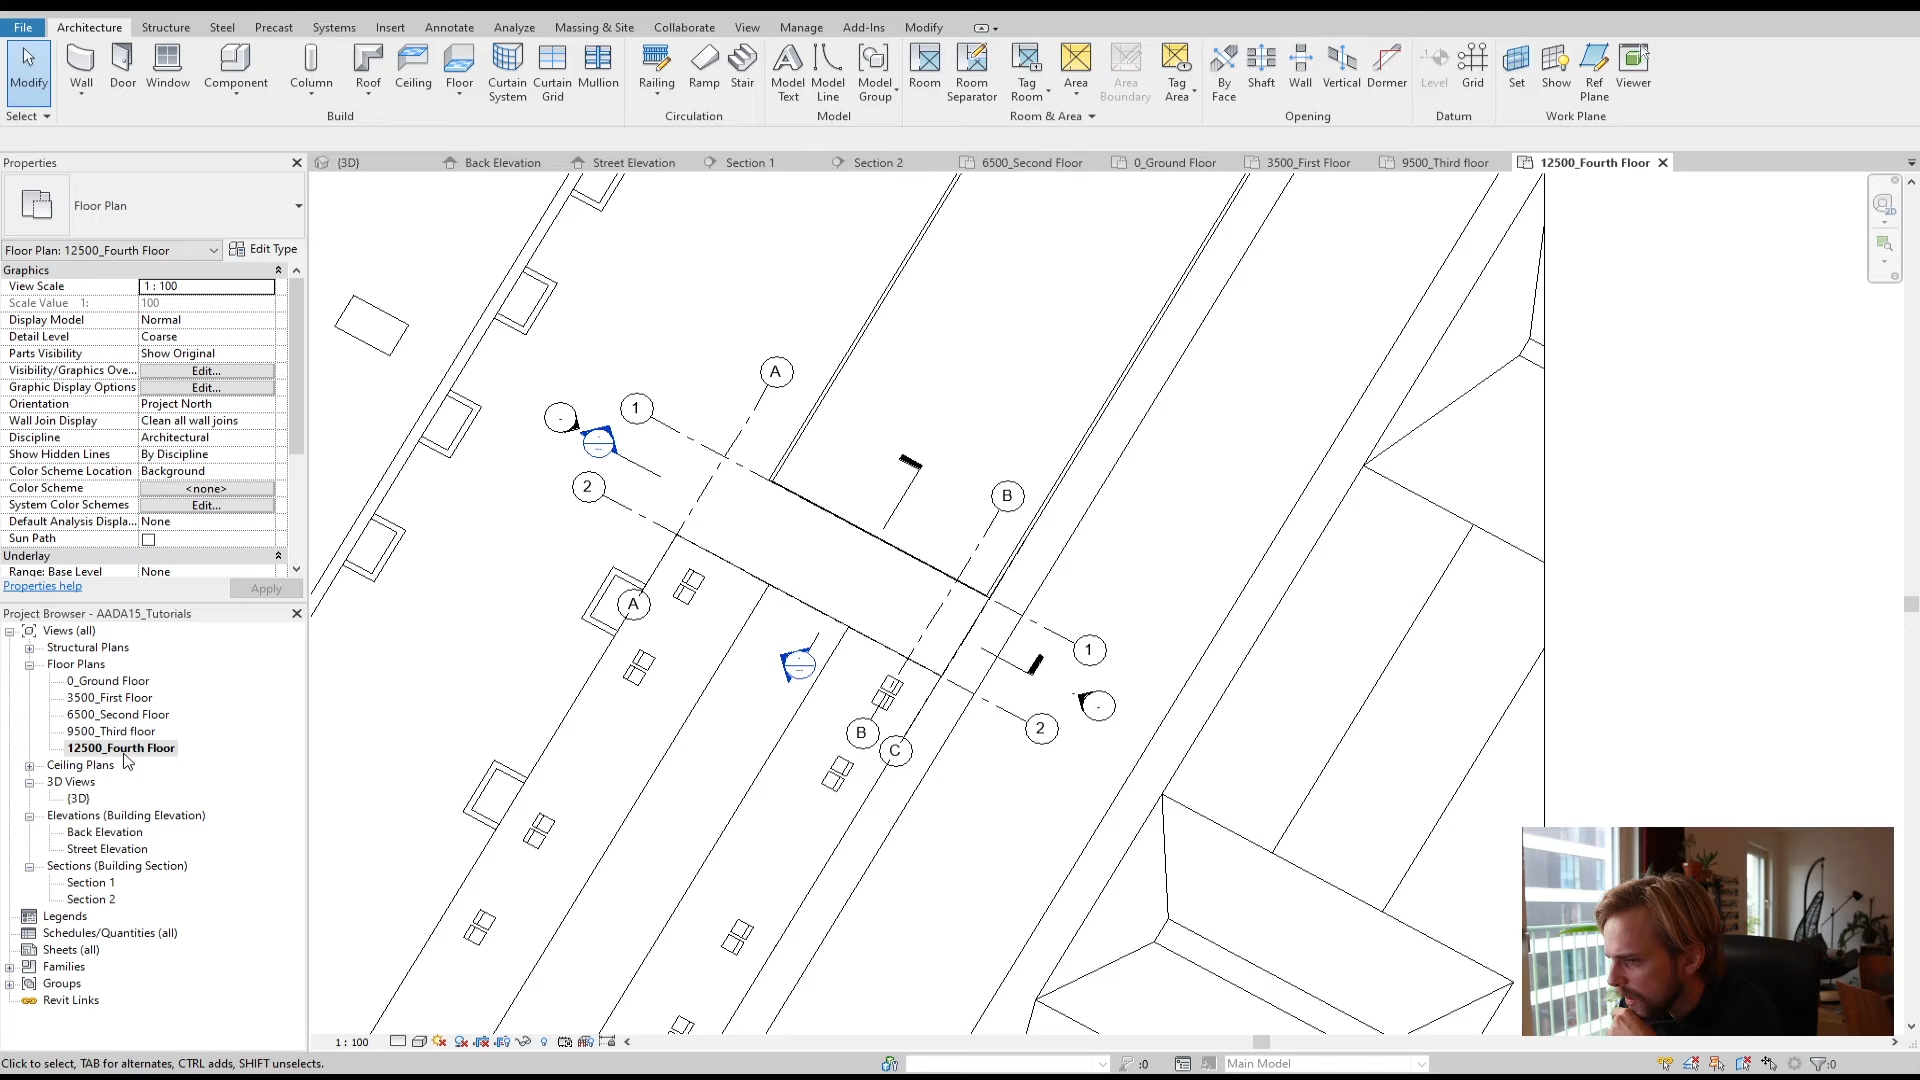 File Architecture Structure Steel Precast Systems Insert Annotate Analyze Massing & Site Collaborate View Manage Add-Ins Modify
Modify Wall Door Window Component Column Roof Ceiling Floor Curtain System Curtain Grid Mullion Railing Ramp Stair Model Text Model Line Model Group Room Room Separator Tag Room Area Area Boundary Tag Area By Face Shaft Wall Vertical Dormer Level Grid Set Show Ref Plane Viewer
Select Build Circulation Model Room & Area Opening Datum Work Plane
Properties
{3D} Back Elevation Street Elevation Section 1 Section 2 6500_Second Floor 0_Ground Floor 3500_First Floor 9500_Third floor 12500_Fourth Floor
Floor Plan
Floor Plan: 12500_Fourth Floor Edit Type
Graphics
View Scale 1 : 100
Scale Value 1: 100
Display Model Normal
Detail Level Coarse
Parts Visibility Show Original
Visibility/Graphics Ove... Edit...
Graphic Display Options Edit...
Orientation Project North
Wall Join Display Clean all wall joins
Discipline Architectural
Show Hidden Lines By Discipline
Color Scheme Location Background
Color Scheme <none>
System Color Schemes Edit...
Default Analysis Displa... None
Sun Path
Underlay
Range: Base Level None
Properties help Apply
Project Browser - AADA15_Tutorials
Views (all)
Structural Plans
Floor Plans
0_Ground Floor
3500_First Floor
6500_Second Floor
9500_Third floor
12500_Fourth Floor
Ceiling Plans
3D Views
{3D}
Elevations (Building Elevation)
Back Elevation
Street Elevation
Sections (Building Section)
Section 1
Section 2
Legends
Schedules/Quantities (all)
Sheets (all)
Families
Groups
Revit Links
A
1
2
B
A
1
2
B
C
2D
1 : 100
Click to select, TAB for alternates, CTRL adds, SHIFT unselects. :0 Main Model :0